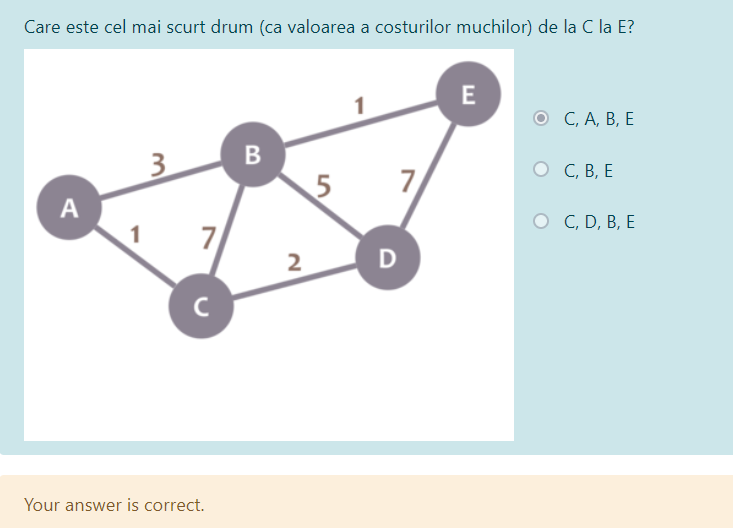 Care este cel mai scurt drum (ca valoarea a costurilor muchilor) de la C la E?
1
E
C, A, B, E
3
B
5
7
C, B, E
A
1
7
2
D
C, D, B, E
C
Your answer is correct.